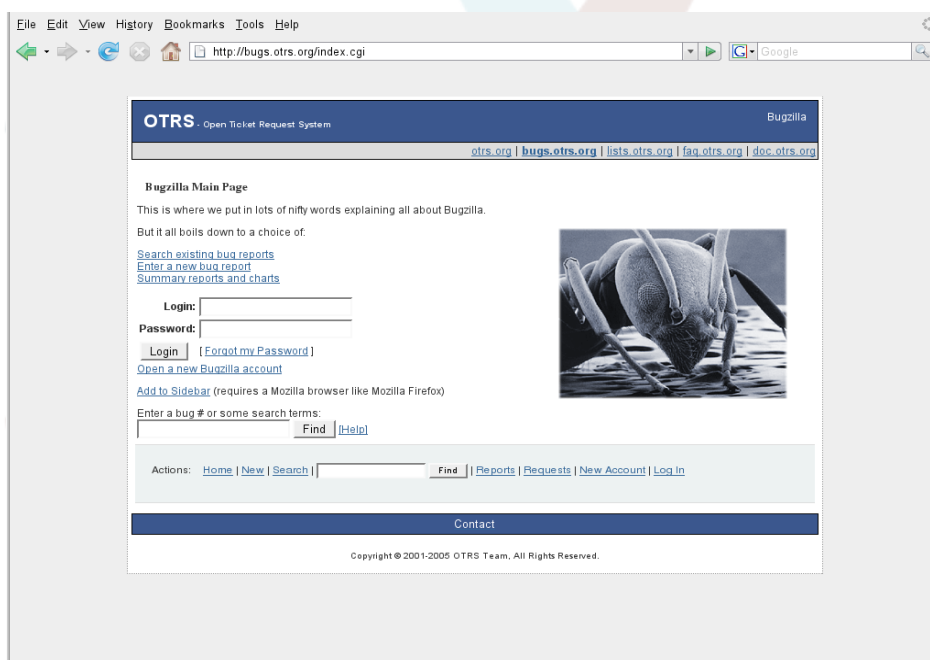 File Edit View History Bookmarks Tools Help
http://bugs.otrs.org/index.cgi
G Google
OTRS - Open Ticket Request System Bugzilla
otrs.org | bugs.otrs.org | lists.otrs.org | faq.otrs.org | doc.otrs.org
Bugzilla Main Page
This is where we put in lots of nifty words explaining all about Bugzilla.
But it all boils down to a choice of:
Search existing bug reports
Enter a new bug report
Summary reports and charts
Login:
Password:
Login [ Forgot my Password ]
Open a new Bugzilla account
Add to Sidebar (requires a Mozilla browser like Mozilla Firefox)
Enter a bug # or some search terms:
Find [Help]
Actions: Home | New | Search | Find | Reports | Requests | New Account | Log In
Contact
Copyright © 2001-2005 OTRS Team, All Rights Reserved.